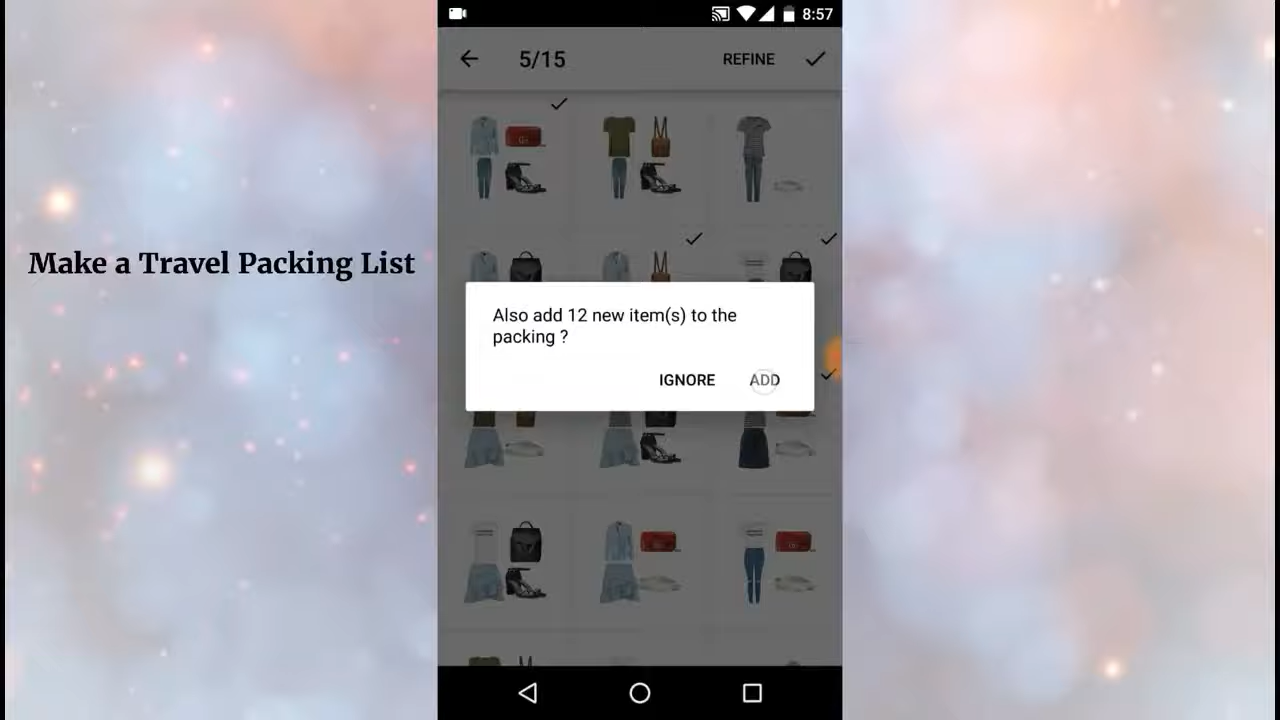 8:57
5/15
REFINE
Make a Travel Packing List
Also add 12 new item(s) to the
packing ?
IGNORE
ADD